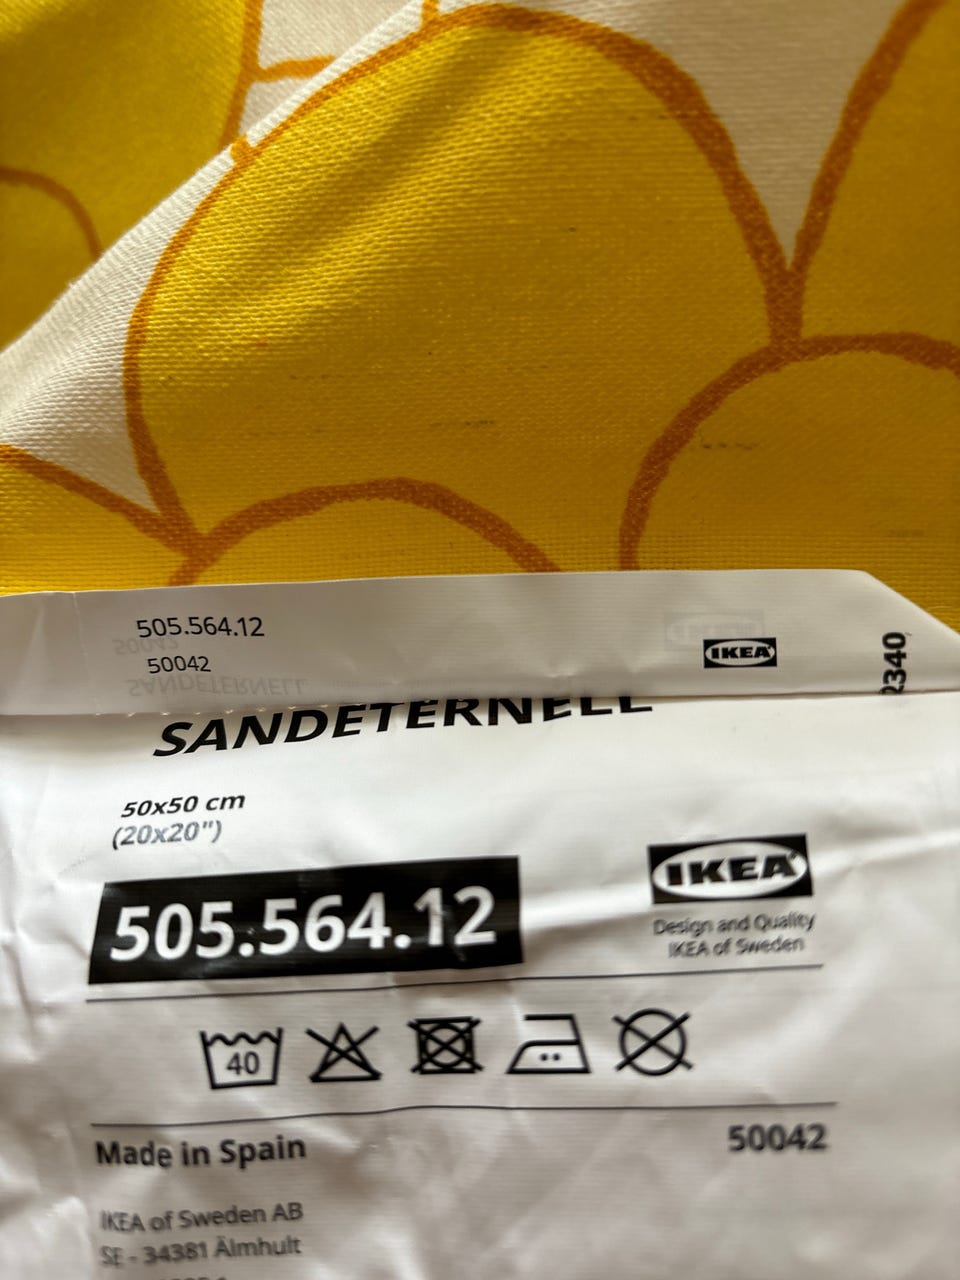 505.564.12
50042
IKEA
2340
SANDETERNELL
50x50 cm
(20x20")
505.564.12
IKEA
Design and Quality
IKEA of Sweden
40
Made in Spain
50042
IKEA of Sweden AB
SE - 34381 Älmhult